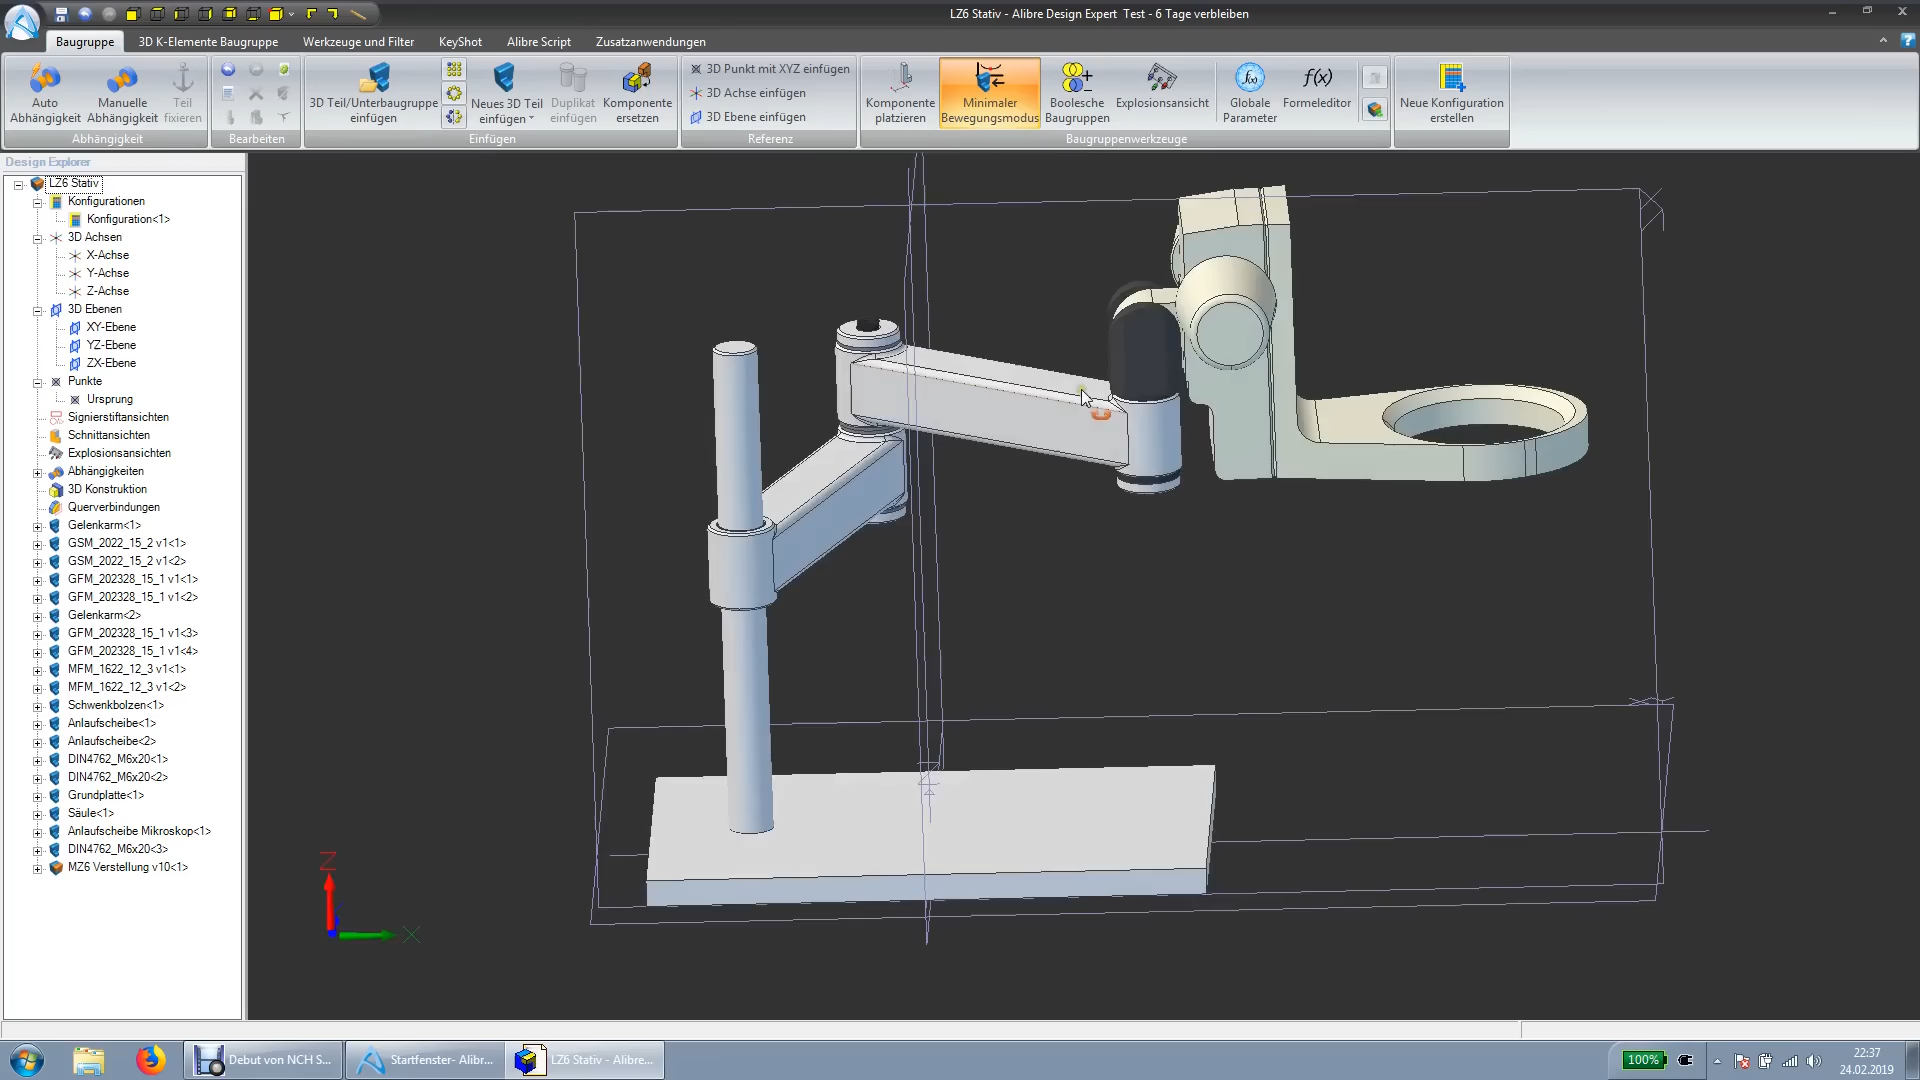 LZ6 Stativ - Alibre Design Expert  Test - 6 Tage verbleiben
Baugruppe
3D K-Elemente Baugruppe
Werkzeuge und Filter
KeyShot
Alibre Script
Zusatzanwendungen
Auto Abhängigkeit
Manuelle Abhängigkeit
Teil fixieren
Abhängigkeit
Bearbeiten
3D Teil/Unterbaugruppe einfügen
Neues 3D Teil einfügen
Duplikat einfügen
Komponente ersetzen
Einfügen
3D Punkt mit XYZ einfügen
3D Achse einfügen
3D Ebene einfügen
Referenz
Komponente platzieren
Minimaler Bewegungsmodus
Boolesche Baugruppen
Explosionsansicht
Globale Parameter
f(x)
Formeleditor
Baugruppenwerkzeuge
Neue Konfiguration erstellen
Design Explorer
LZ6 Stativ
Konfigurationen
Konfiguration<1>
3D Achsen
X-Achse
Y-Achse
Z-Achse
3D Ebenen
XY-Ebene
YZ-Ebene
ZX-Ebene
Punkte
Ursprung
Signierstiftansichten
Schnittansichten
Explosionsansichten
Abhängigkeiten
3D Konstruktion
Querverbindungen
Gelenkarm<1>
GSM_2022_15_2 v1<1>
GSM_2022_15_2 v1<2>
GFM_202328_15_1 v1<1>
GFM_202328_15_1 v1<2>
Gelenkarm<2>
GFM_202328_15_1 v1<3>
GFM_202328_15_1 v1<4>
MFM_1622_12_3 v1<1>
MFM_1622_12_3 v1<2>
Schwenkbolzen<1>
Anlaufscheibe<1>
Anlaufscheibe<2>
DIN4762_M6x20<1>
DIN4762_M6x20<2>
Grundplatte<1>
Säule<1>
Anlaufscheibe Mikroskop<1>
DIN4762_M6x20<3>
MZ6 Verstellung v10<1>
Z
X
Debut von NCH S...
Startfenster- Alibr...
LZ6 Stativ - Alibre...
100%
22:37
24.02.2019